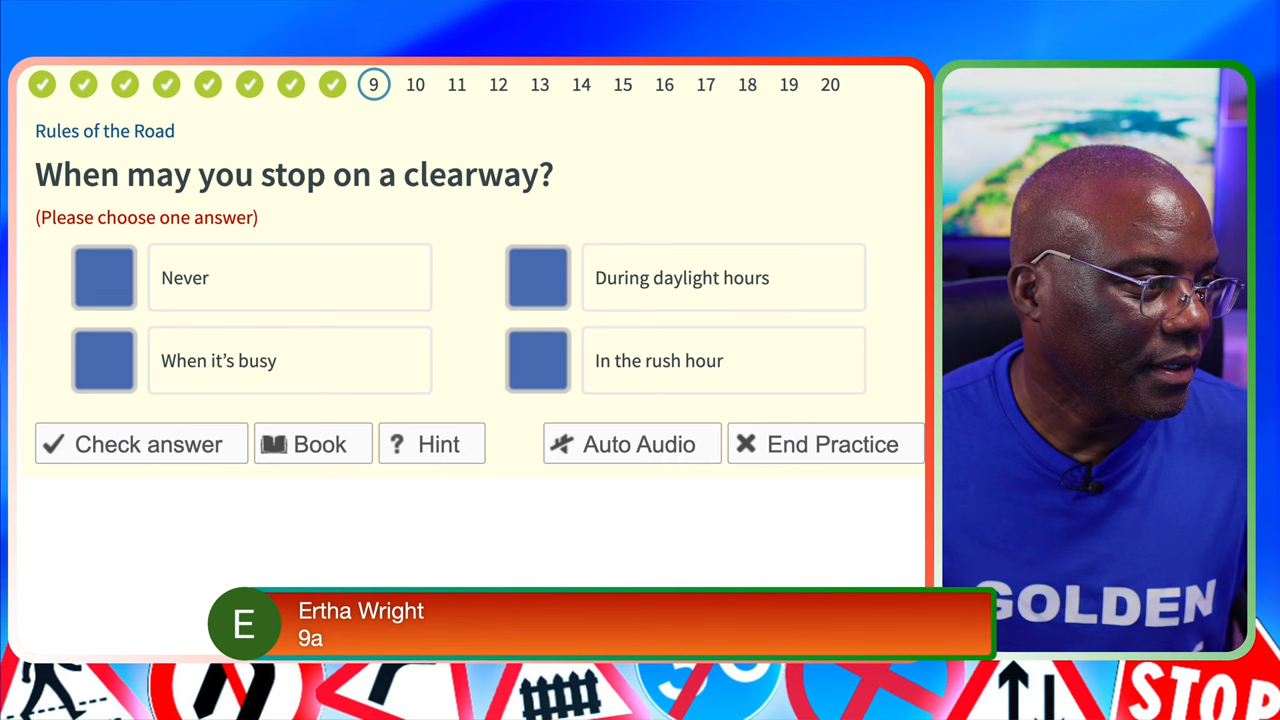 9 10 11 12 13 14 15 16 17 18 19 20
Rules of the Road
When may you stop on a clearway?
(Please choose one answer)
Never
During daylight hours
When it's busy
In the rush hour
Check answer
Book
? Hint
Auto Audio
End Practice
GOLDEN
E
Ertha Wright
9a
STOP